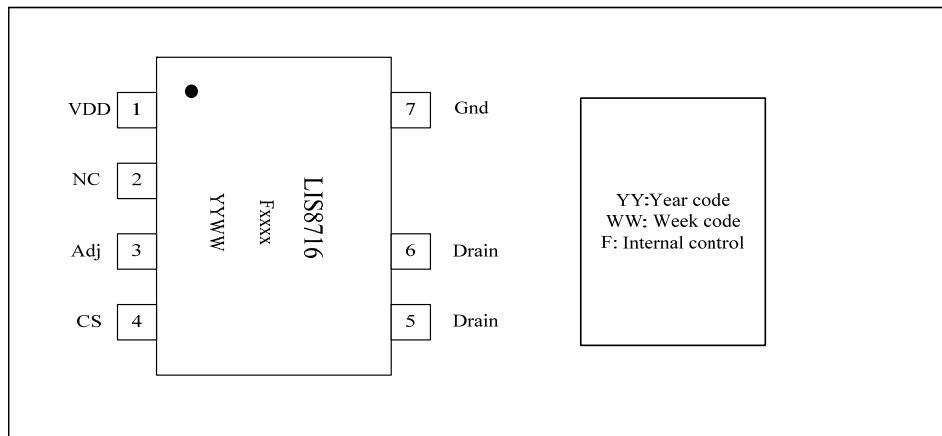 VDD 1
NC 2
Adj 3
CS 4
7 Gnd
6 Drain
5 Drain
LIS8716
Fxxxx
YYWW
YY:Year code
WW: Week code
F: Internal control